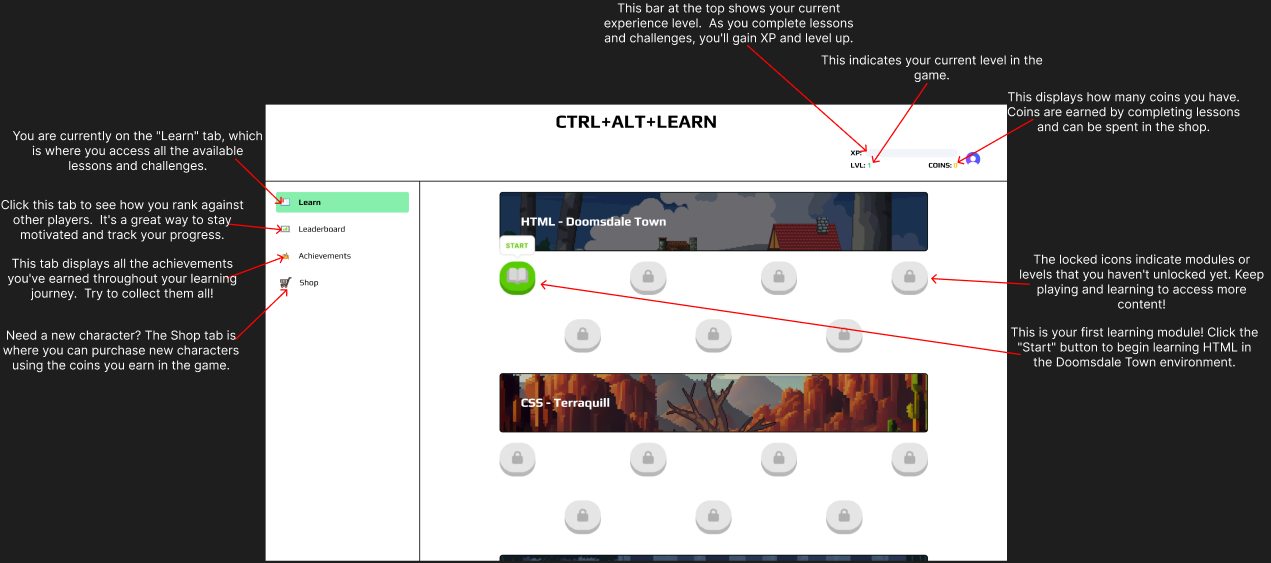 This bar at the top shows your current
experience level.  As you complete lessons
and challenges, you'll gain XP and level up.
This indicates your current level in the
game.
This displays how many coins you have.
Coins are earned by completing lessons
and can be spent in the shop.
CTRL+ALT+LEARN
You are currently on the "Learn" tab, which
is where you access all the available
lessons and challenges.
XP:
LVL: 1
COINS: 0
Click this tab to see how you rank against
other players.  It's a great way to stay
motivated and track your progress.
Learn
Leaderboard
Achievements
Shop
HTML - Doomsdale Town
START
This tab displays all the achievements
you've earned throughout your learning
journey.  Try to collect them all!
The locked icons indicate modules or
levels that you haven't unlocked yet. Keep
playing and learning to access more
content!
Need a new character? The Shop tab is
where you can purchase new characters
using the coins you earn in the game.
This is your first learning module! Click the
"Start" button to begin learning HTML in
the Doomsdale Town environment.
CSS - Terraquill